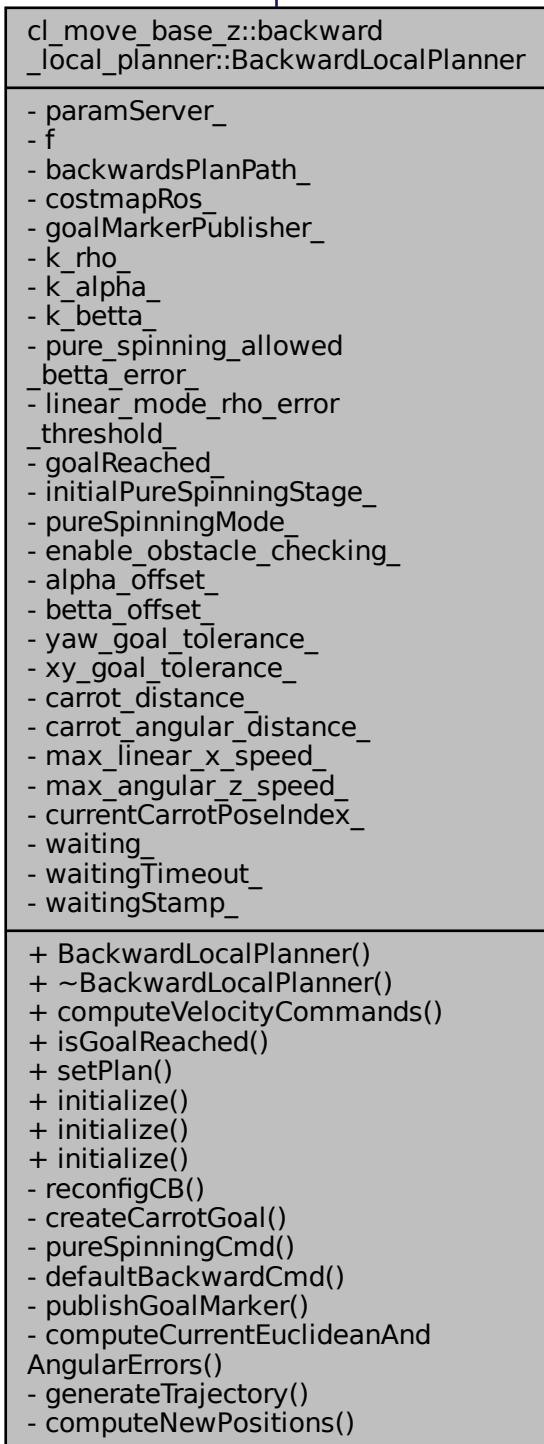 cl_move_base_z::backward
_local_planner::BackwardLocalPlanner
- paramServer_
- f
- backwardsPlanPath_
- costmapRos_
- goalMarkerPublisher_
- k_rho_
- k_alpha_
- k_betta_
- pure_spinning_allowed
_betta_error_
- linear_mode_rho_error
_threshold_
- goalReached_
- initialPureSpinningStage_
- pureSpinningMode_
- enable_obstacle_checking_
- alpha_offset_
- betta_offset_
- yaw_goal_tolerance_
- xy_goal_tolerance_
- carrot_distance_
- carrot_angular_distance_
- max_linear_x_speed_
- max_angular_z_speed_
- currentCarrotPoseIndex_
- waiting_
- waitingTimeout_
- waitingStamp_
+ BackwardLocalPlanner()
+ ~BackwardLocalPlanner()
+ computeVelocityCommands()
+ isGoalReached()
+ setPlan()
+ initialize()
+ initialize()
+ initialize()
- reconfigCB()
- createCarrotGoal()
- pureSpinningCmd()
- defaultBackwardCmd()
- publishGoalMarker()
- computeCurrentEuclideanAnd
AngularErrors()
- generateTrajectory()
- computeNewPositions()